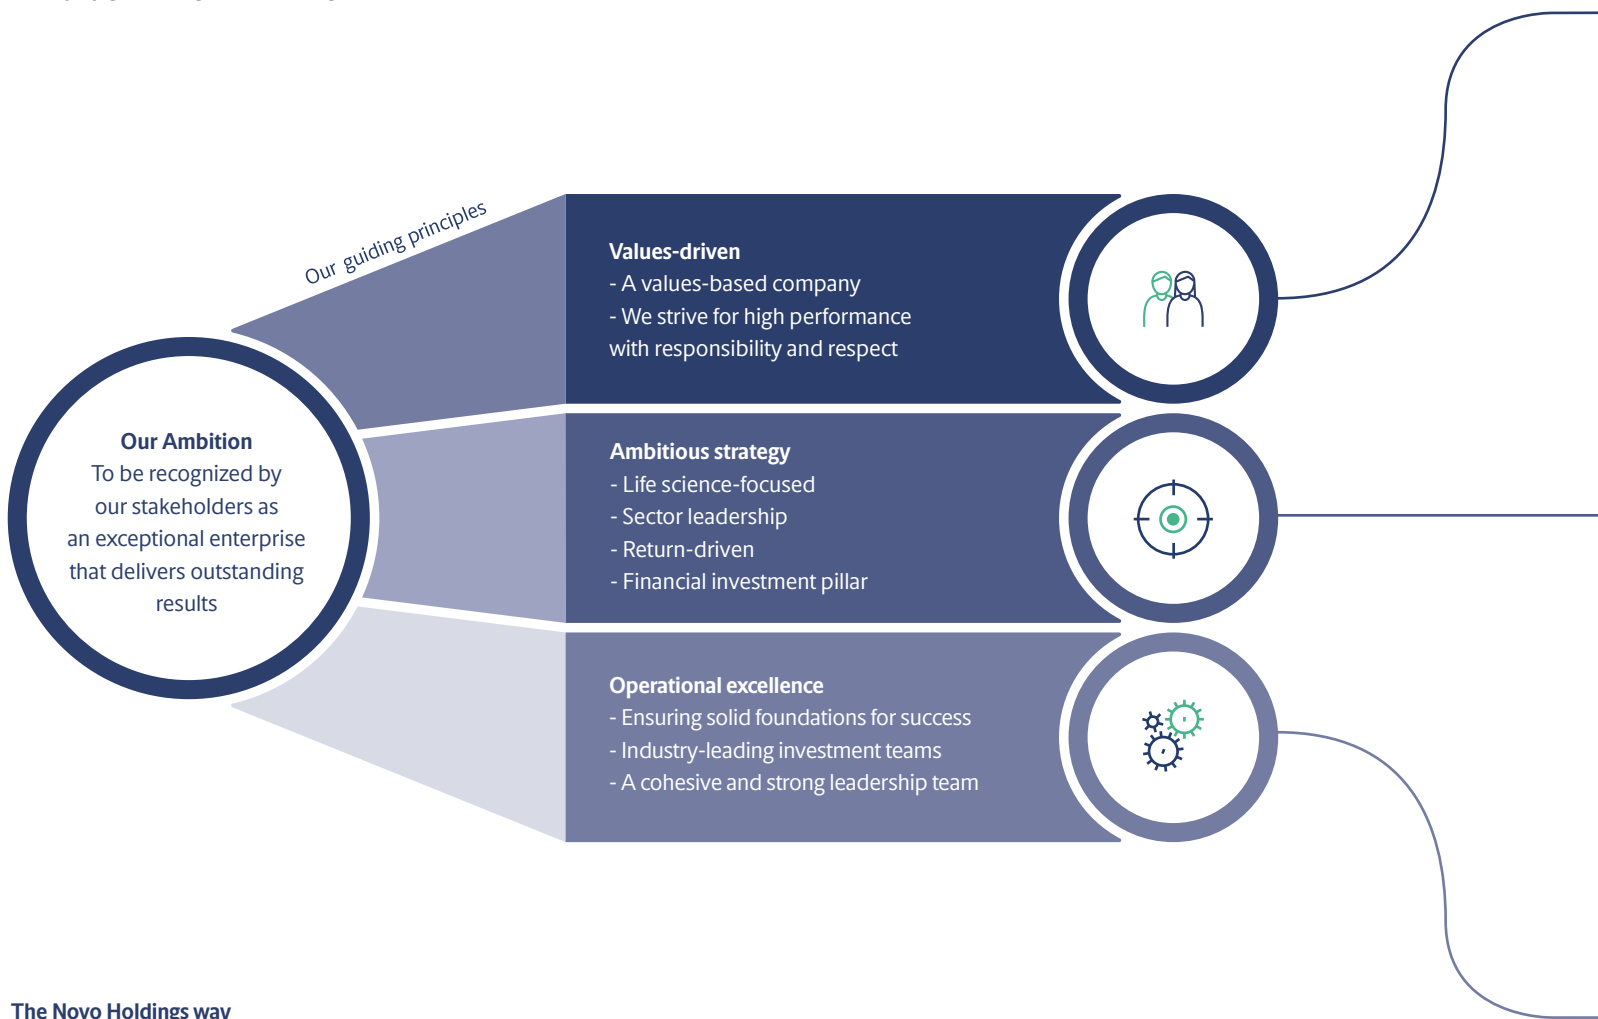 Our guiding principles
Values-driven
- A values-based company
- We strive for high performance
with responsibility and respect
Our Ambition
To be recognized by
our stakeholders as
an exceptional enterprise
that delivers outstanding
results
Ambitious strategy
- Life science-focused
- Sector leadership
- Return-driven
- Financial investment pillar
Operational excellence
- Ensuring solid foundations for success
- Industry-leading investment teams
- A cohesive and strong leadership team
The Novo Holdings way